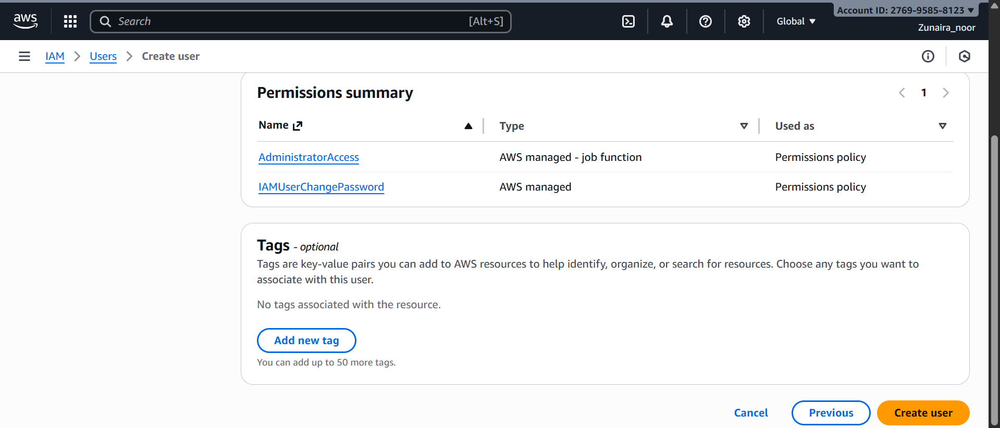 aws
Search [Alt+S]
Global
Account ID: 2769-9585-8123
Zunaira_noor
IAM > Users > Create user
Permissions summary
1
Name Type Used as
AdministratorAccess AWS managed - job function Permissions policy
IAMUserChangePassword AWS managed Permissions policy
Tags - optional
Tags are key-value pairs you can add to AWS resources to help identify, organize, or search for resources. Choose any tags you want to
associate with this user.
No tags associated with the resource.
Add new tag
You can add up to 50 more tags.
Cancel Previous Create user